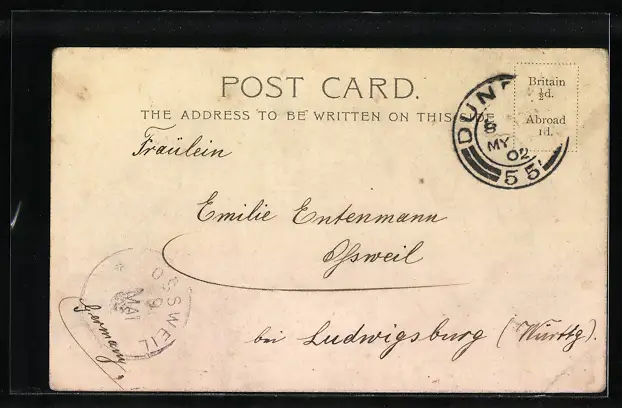 POST CARD.
THE ADDRESS TO BE WRITTEN ON THIS SIDE
Britain
½d.
Abroad
1d.
DUN
8
MY
02
55
Fräulein
Emilie Entenmann
Ossweil
bei Ludwigsburg (Württg).
Germany
OSSWEIL
9
MAI